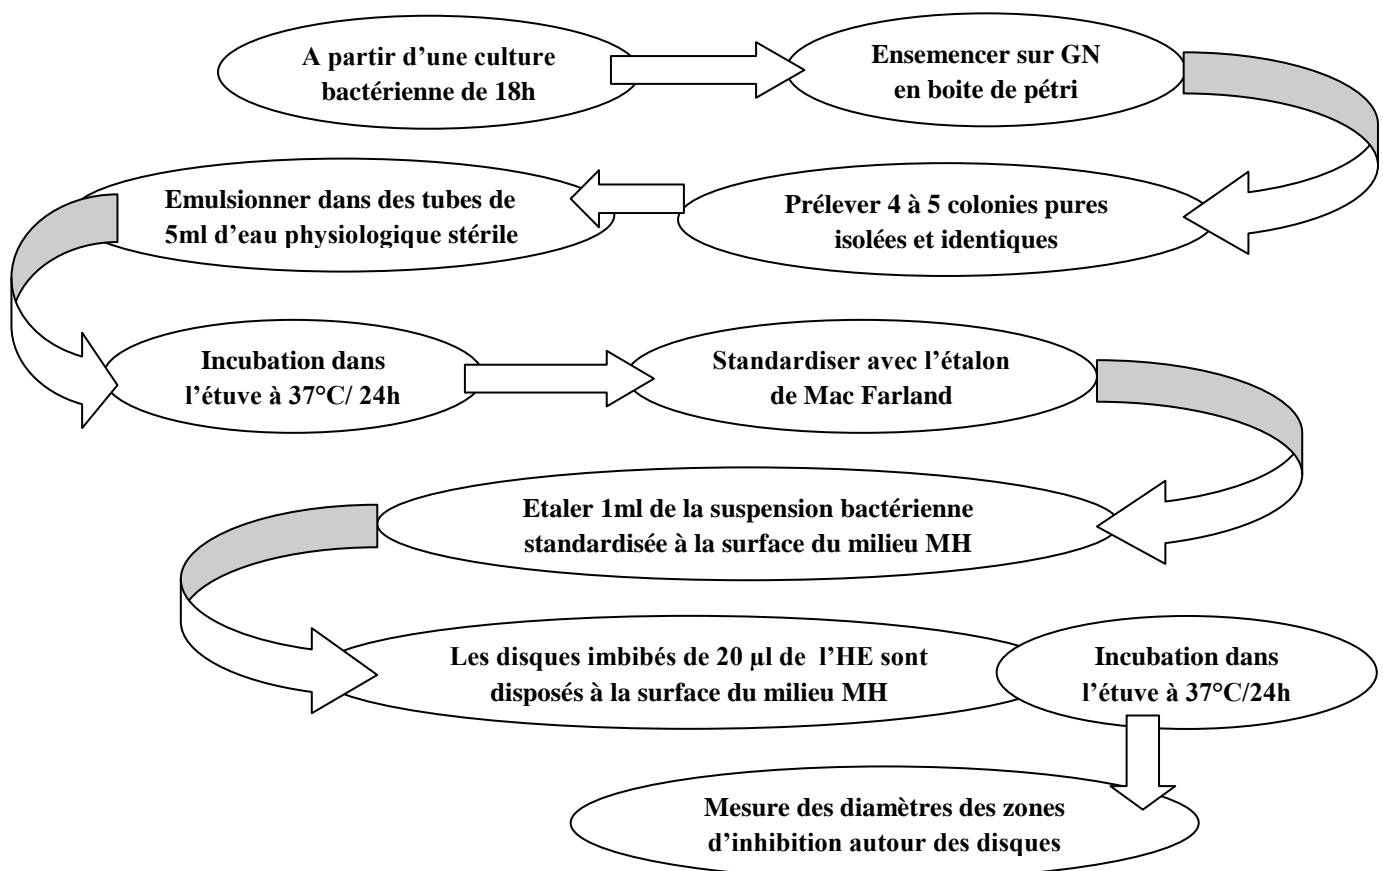 A partir d’une culture
bactérienne de 18h
Ensemencer sur GN
en boite de pétri
Prélever 4 à 5 colonies pures
isolées et identiques
Emulsionner dans des tubes de
5ml d’eau physiologique stérile
Incubation dans
l’étuve à 37°C/ 24h
Standardiser avec l’étalon
de Mac Farland
Etaler 1ml de la suspension bactérienne
standardisée à la surface du milieu MH
Les disques imbibés de 20 µl de l’HE sont
disposés à la surface du milieu MH
Incubation dans
l’étuve à 37°C/24h
Mesure des diamètres des zones
d’inhibition autour des disques